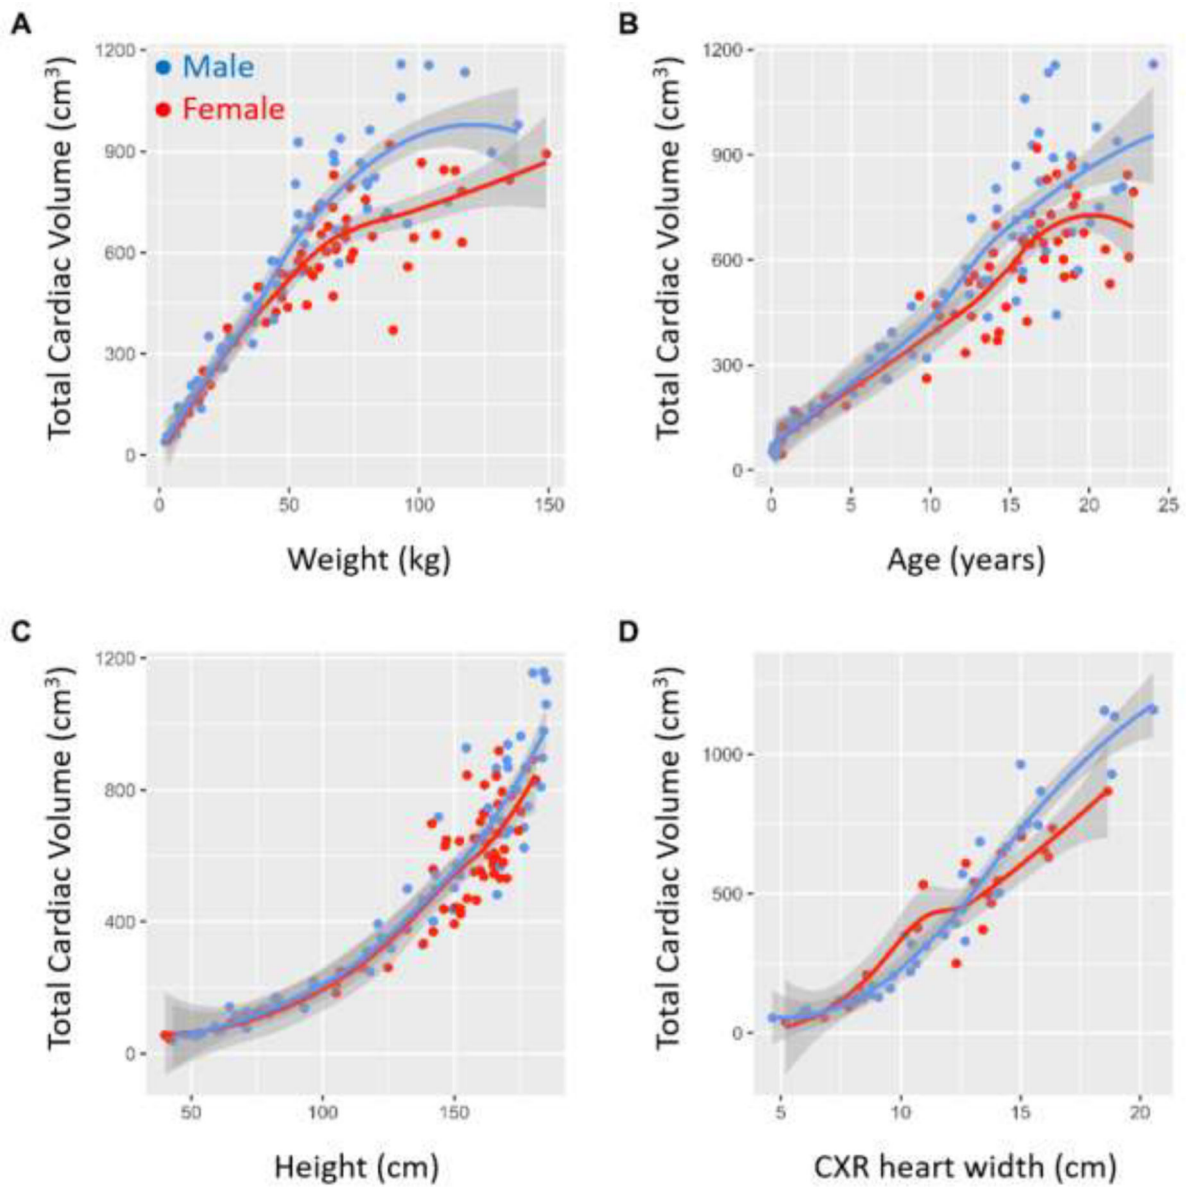 A
Total Cardiac Volume (cm³)
1200
900
600
300
0
Male
Female
0 50 100 150
Weight (kg)
B
Total Cardiac Volume (cm³)
1200
900
600
300
0
0 5 10 15 20 25
Age (years)
C
Total Cardiac Volume (cm³)
1200
800
400
0
50 100 150
Height (cm)
D
Total Cardiac Volume (cm³)
1000
500
0
5 10 15 20
CXR heart width (cm)